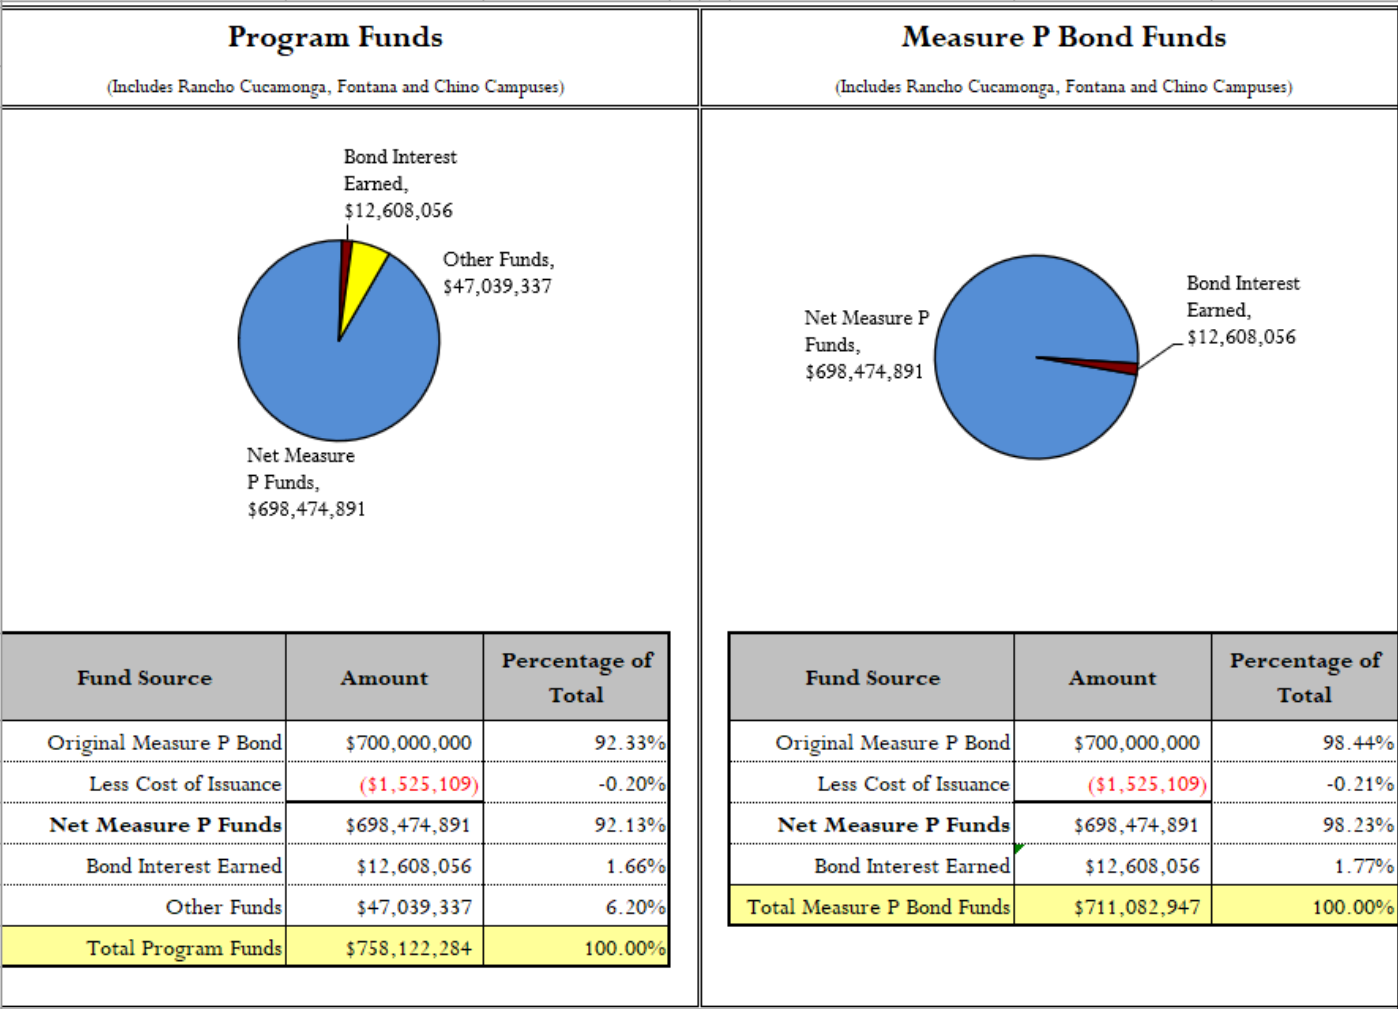 Program Funds
(Includes Rancho Cucamonga, Fontana and Chino Campuses)
Bond Interest
Earned,
$12,608,056
Other Funds,
$47,039,337
Net Measure
P Funds,
$698,474,891
Fund Source Amount Percentage of Total
Original Measure P Bond $700,000,000 92.33%
Less Cost of Issuance ($1,525,109) -0.20%
Net Measure P Funds $698,474,891 92.13%
Bond Interest Earned $12,608,056 1.66%
Other Funds $47,039,337 6.20%
Total Program Funds $758,122,284 100.00%
Measure P Bond Funds
(Includes Rancho Cucamonga, Fontana and Chino Campuses)
Net Measure P
Funds,
$698,474,891
Bond Interest
Earned,
$12,608,056
Fund Source Amount Percentage of Total
Original Measure P Bond $700,000,000 98.44%
Less Cost of Issuance ($1,525,109) -0.21%
Net Measure P Funds $698,474,891 98.23%
Bond Interest Earned $12,608,056 1.77%
Total Measure P Bond Funds $711,082,947 100.00%